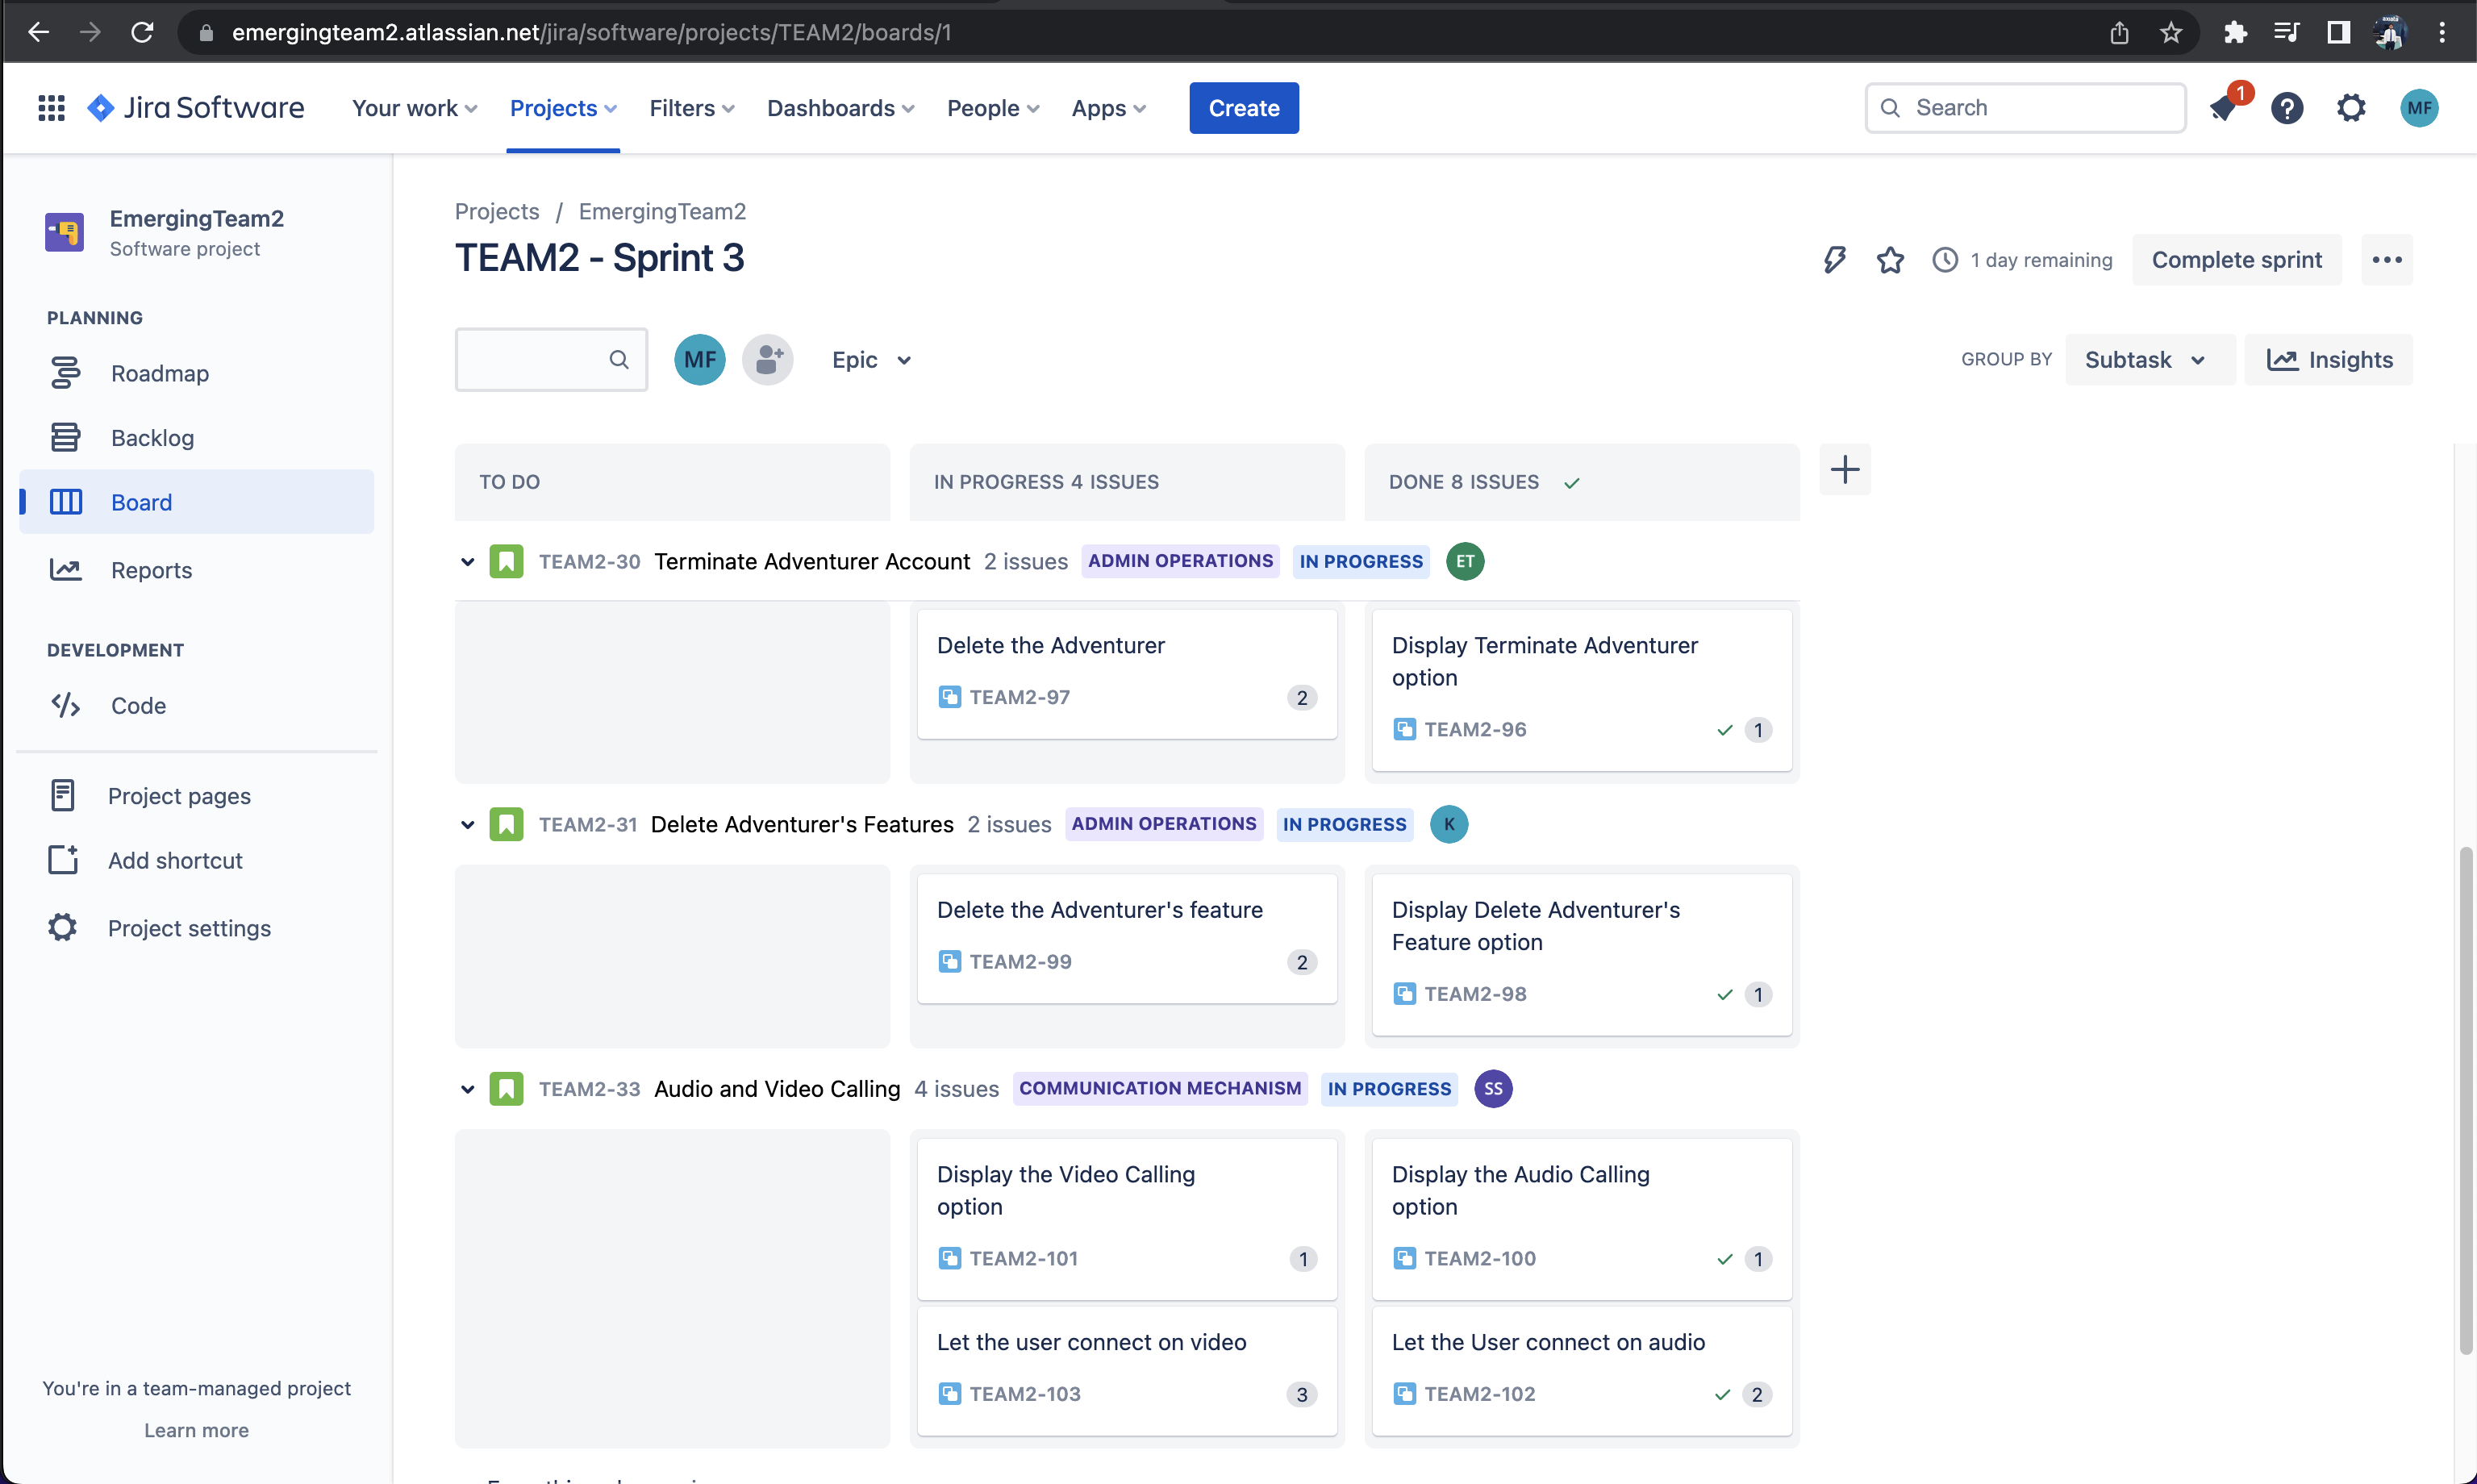 emergingteam2.atlassian.net/jira/software/projects/TEAM2/boards/1
Jira Software
Your work
Projects
Filters
Dashboards
People
Apps
Create
Search
1
MF
EmergingTeam2
Software project
PLANNING
Roadmap
Backlog
Board
Reports
DEVELOPMENT
Code
Project pages
Add shortcut
Project settings
You're in a team-managed project
Learn more
Projects / EmergingTeam2
TEAM2 - Sprint 3
1 day remaining
Complete sprint
MF
Epic
GROUP BY
Subtask
Insights
TO DO
IN PROGRESS 4 ISSUES
DONE 8 ISSUES
TEAM2-30 Terminate Adventurer Account 2 issues ADMIN OPERATIONS IN PROGRESS ET
Delete the Adventurer
TEAM2-97 2
Display Terminate Adventurer
option
TEAM2-96 1
TEAM2-31 Delete Adventurer's Features 2 issues ADMIN OPERATIONS IN PROGRESS K
Delete the Adventurer's feature
TEAM2-99 2
Display Delete Adventurer's
Feature option
TEAM2-98 1
TEAM2-33 Audio and Video Calling 4 issues COMMUNICATION MECHANISM IN PROGRESS SS
Display the Video Calling
option
TEAM2-101 1
Display the Audio Calling
option
TEAM2-100 1
Let the user connect on video
TEAM2-103 3
Let the User connect on audio
TEAM2-102 2